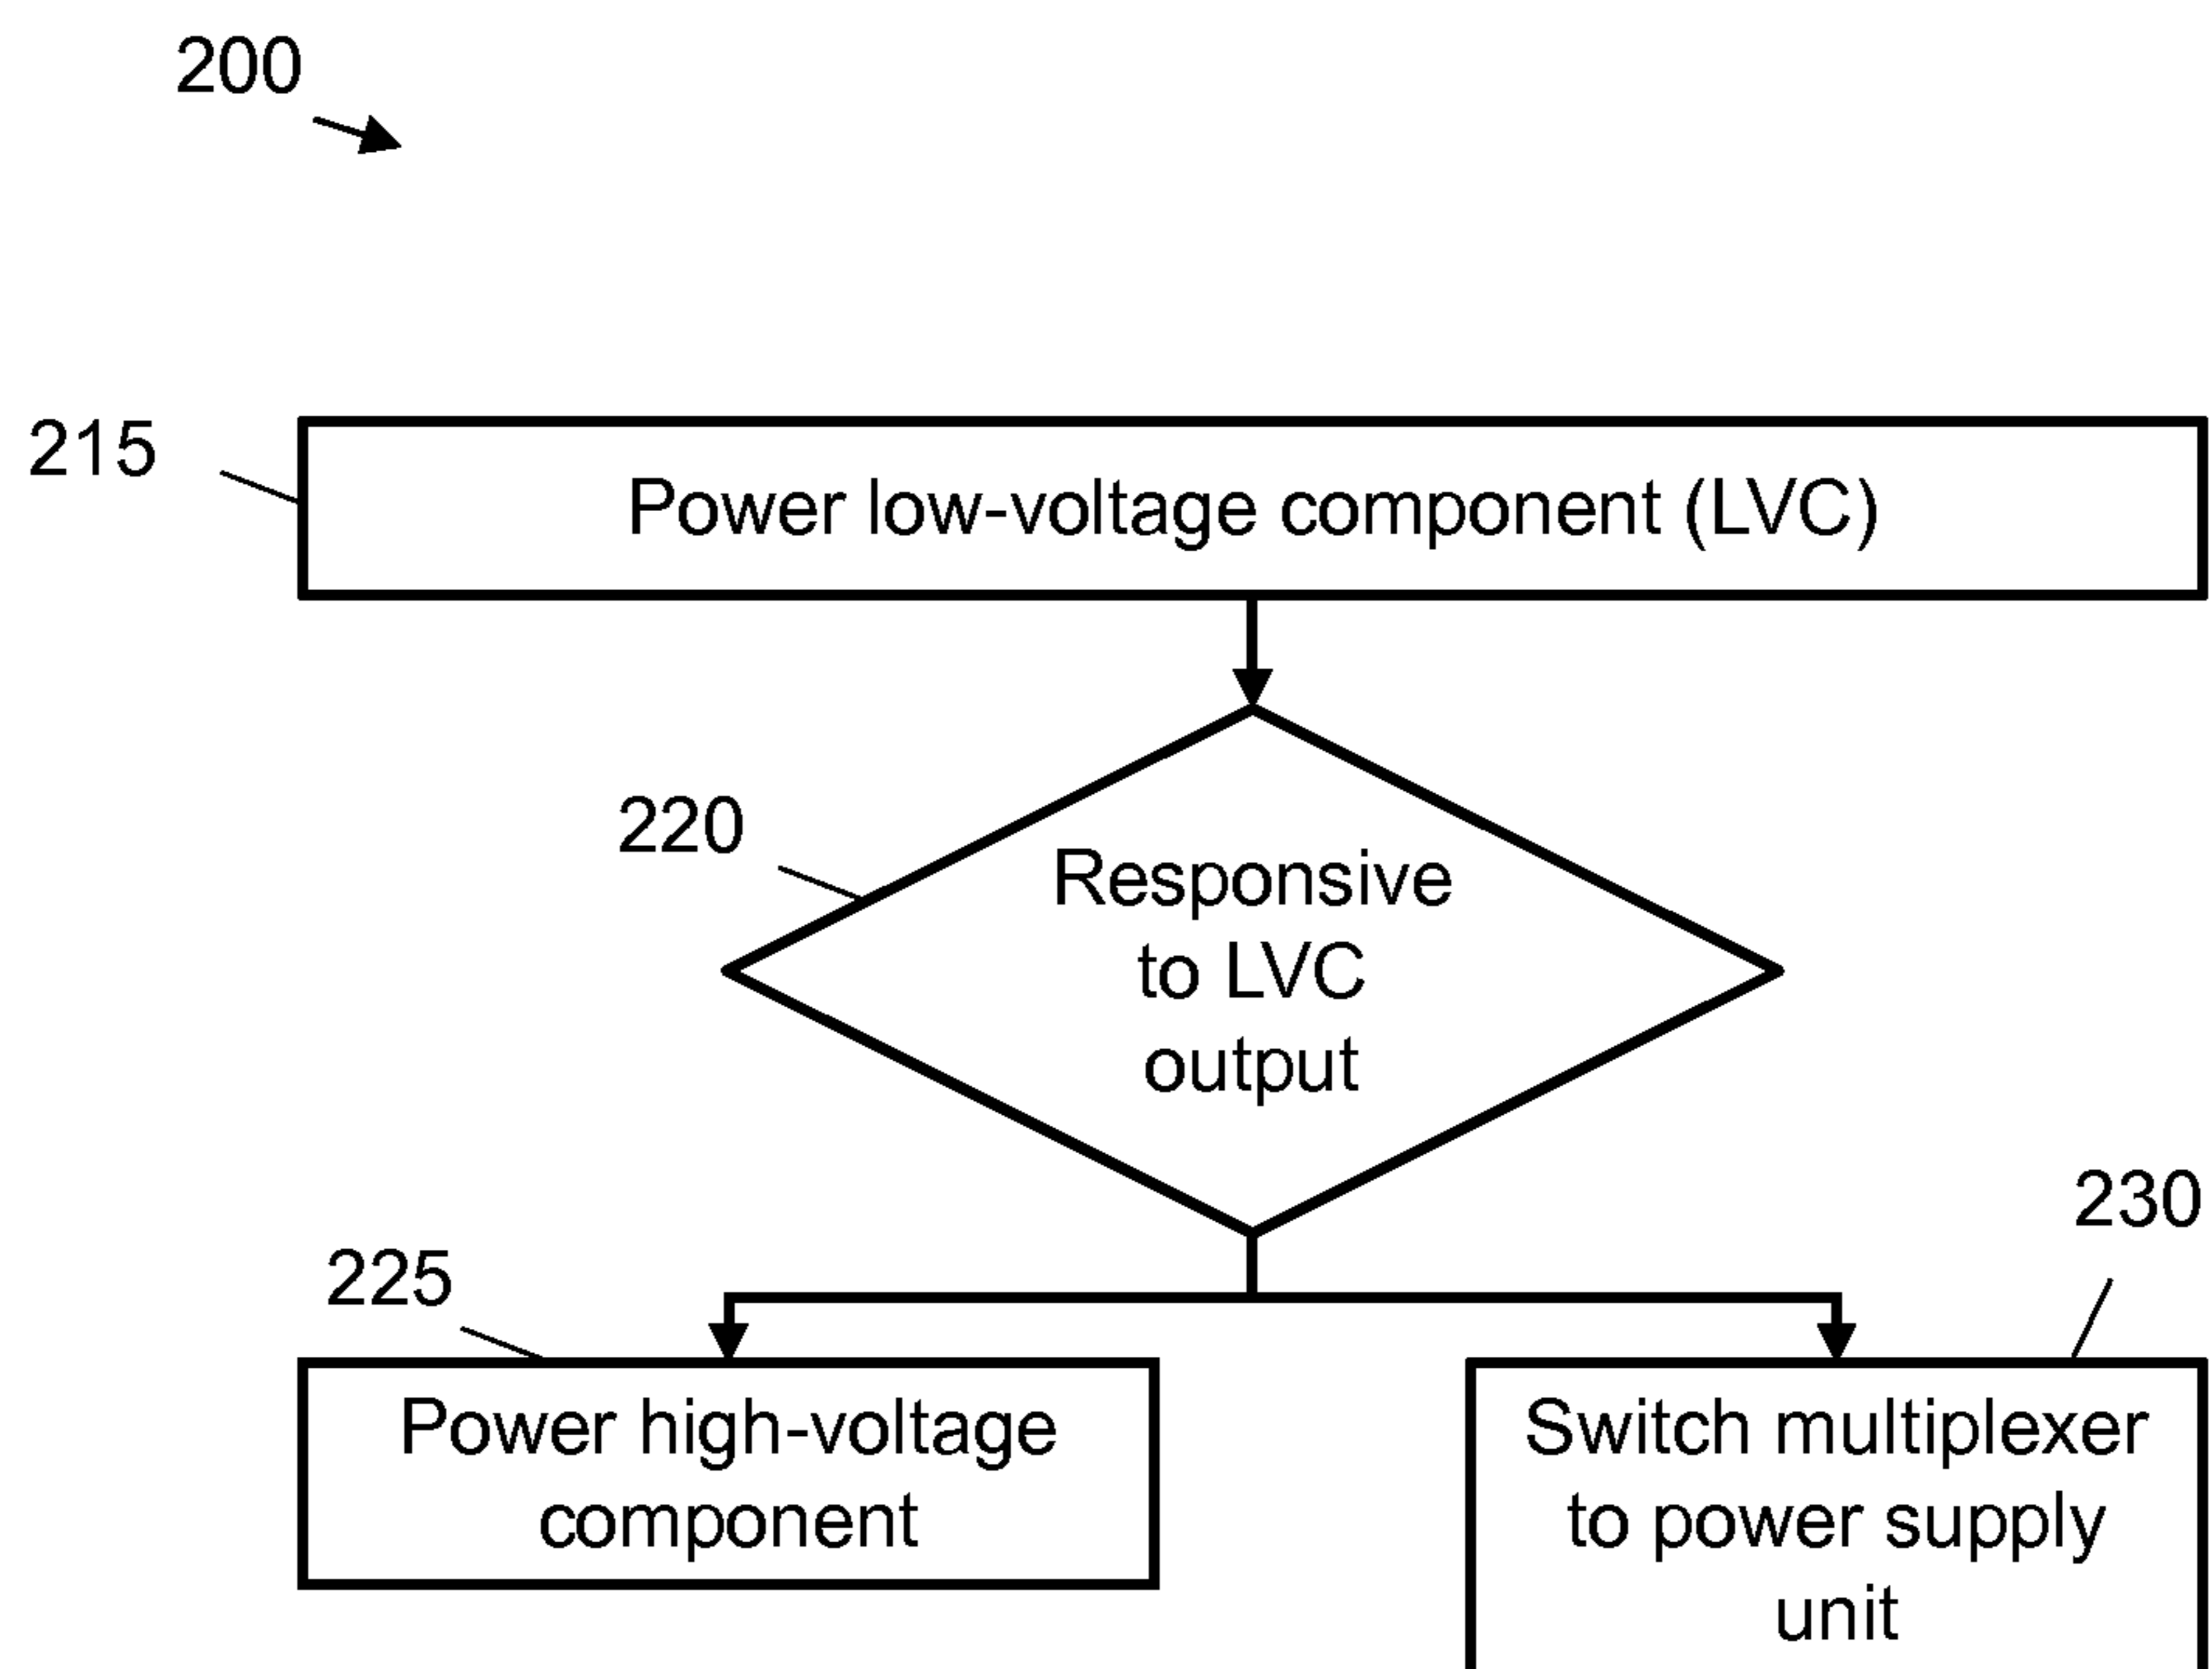 200
215
Power low-voltage component (LVC)
220
Responsive
to LVC
output
230
225
Power high-voltage
component
Switch multiplexer
to power supply
unit